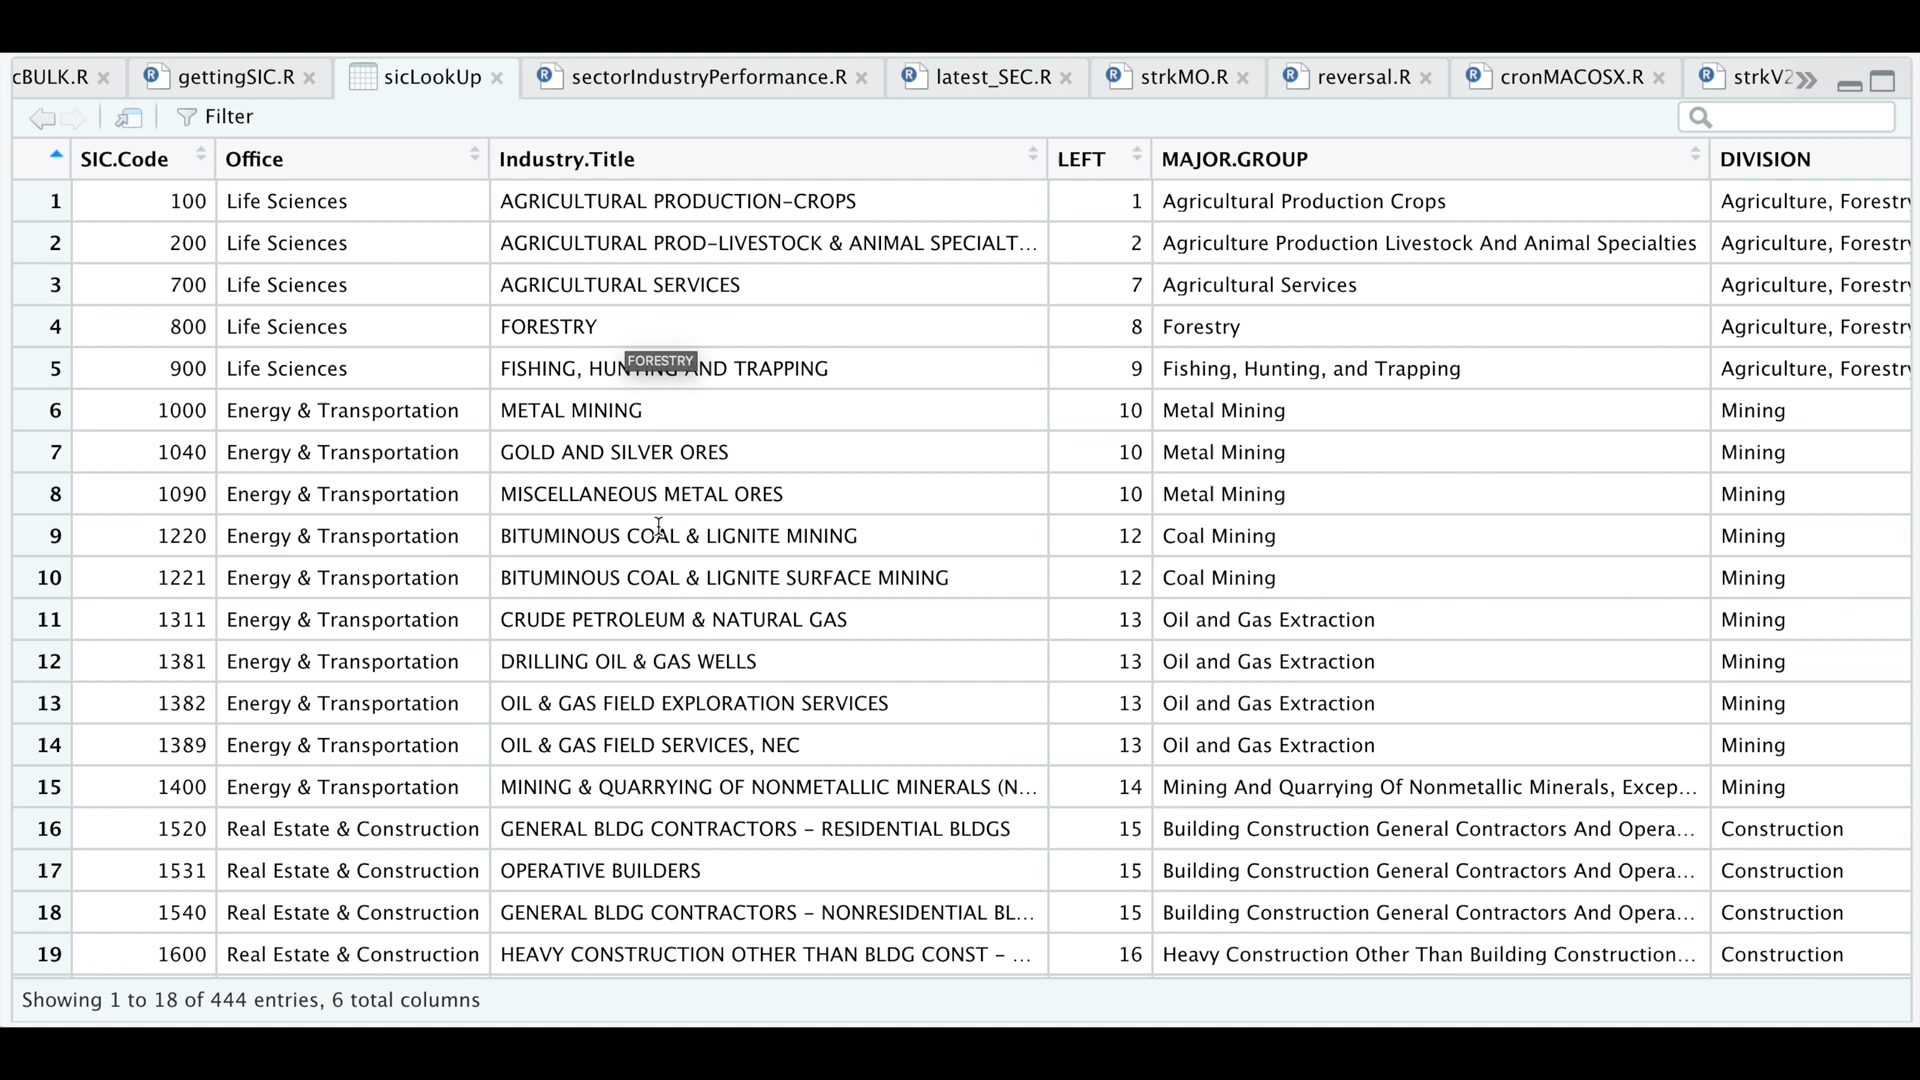 cBULK.R gettingSIC.R sicLookUp sectorIndustryPerformance.R latest_SEC.R strkMO.R reversal.R cronMACOSX.R strkV2
Filter
SIC.Code Office Industry.Title LEFT MAJOR.GROUP DIVISION
1 100 Life Sciences AGRICULTURAL PRODUCTION-CROPS 1 Agricultural Production Crops Agriculture, Forestry
2 200 Life Sciences AGRICULTURAL PROD-LIVESTOCK & ANIMAL SPECIALT... 2 Agriculture Production Livestock And Animal Specialties Agriculture, Forestry
3 700 Life Sciences AGRICULTURAL SERVICES 7 Agricultural Services Agriculture, Forestry
4 800 Life Sciences FORESTRY 8 Forestry Agriculture, Forestry
FORESTRY
5 900 Life Sciences FISHING, HUNTING AND TRAPPING 9 Fishing, Hunting, and Trapping Agriculture, Forestry
6 1000 Energy & Transportation METAL MINING 10 Metal Mining Mining
7 1040 Energy & Transportation GOLD AND SILVER ORES 10 Metal Mining Mining
8 1090 Energy & Transportation MISCELLANEOUS METAL ORES 10 Metal Mining Mining
9 1220 Energy & Transportation BITUMINOUS COAL & LIGNITE MINING 12 Coal Mining Mining
10 1221 Energy & Transportation BITUMINOUS COAL & LIGNITE SURFACE MINING 12 Coal Mining Mining
11 1311 Energy & Transportation CRUDE PETROLEUM & NATURAL GAS 13 Oil and Gas Extraction Mining
12 1381 Energy & Transportation DRILLING OIL & GAS WELLS 13 Oil and Gas Extraction Mining
13 1382 Energy & Transportation OIL & GAS FIELD EXPLORATION SERVICES 13 Oil and Gas Extraction Mining
14 1389 Energy & Transportation OIL & GAS FIELD SERVICES, NEC 13 Oil and Gas Extraction Mining
15 1400 Energy & Transportation MINING & QUARRYING OF NONMETALLIC MINERALS (N... 14 Mining And Quarrying Of Nonmetallic Minerals, Excep... Mining
16 1520 Real Estate & Construction GENERAL BLDG CONTRACTORS - RESIDENTIAL BLDGS 15 Building Construction General Contractors And Opera... Construction
17 1531 Real Estate & Construction OPERATIVE BUILDERS 15 Building Construction General Contractors And Opera... Construction
18 1540 Real Estate & Construction GENERAL BLDG CONTRACTORS - NONRESIDENTIAL BL... 15 Building Construction General Contractors And Opera... Construction
19 1600 Real Estate & Construction HEAVY CONSTRUCTION OTHER THAN BLDG CONST - ... 16 Heavy Construction Other Than Building Construction... Construction
Showing 1 to 18 of 444 entries, 6 total columns